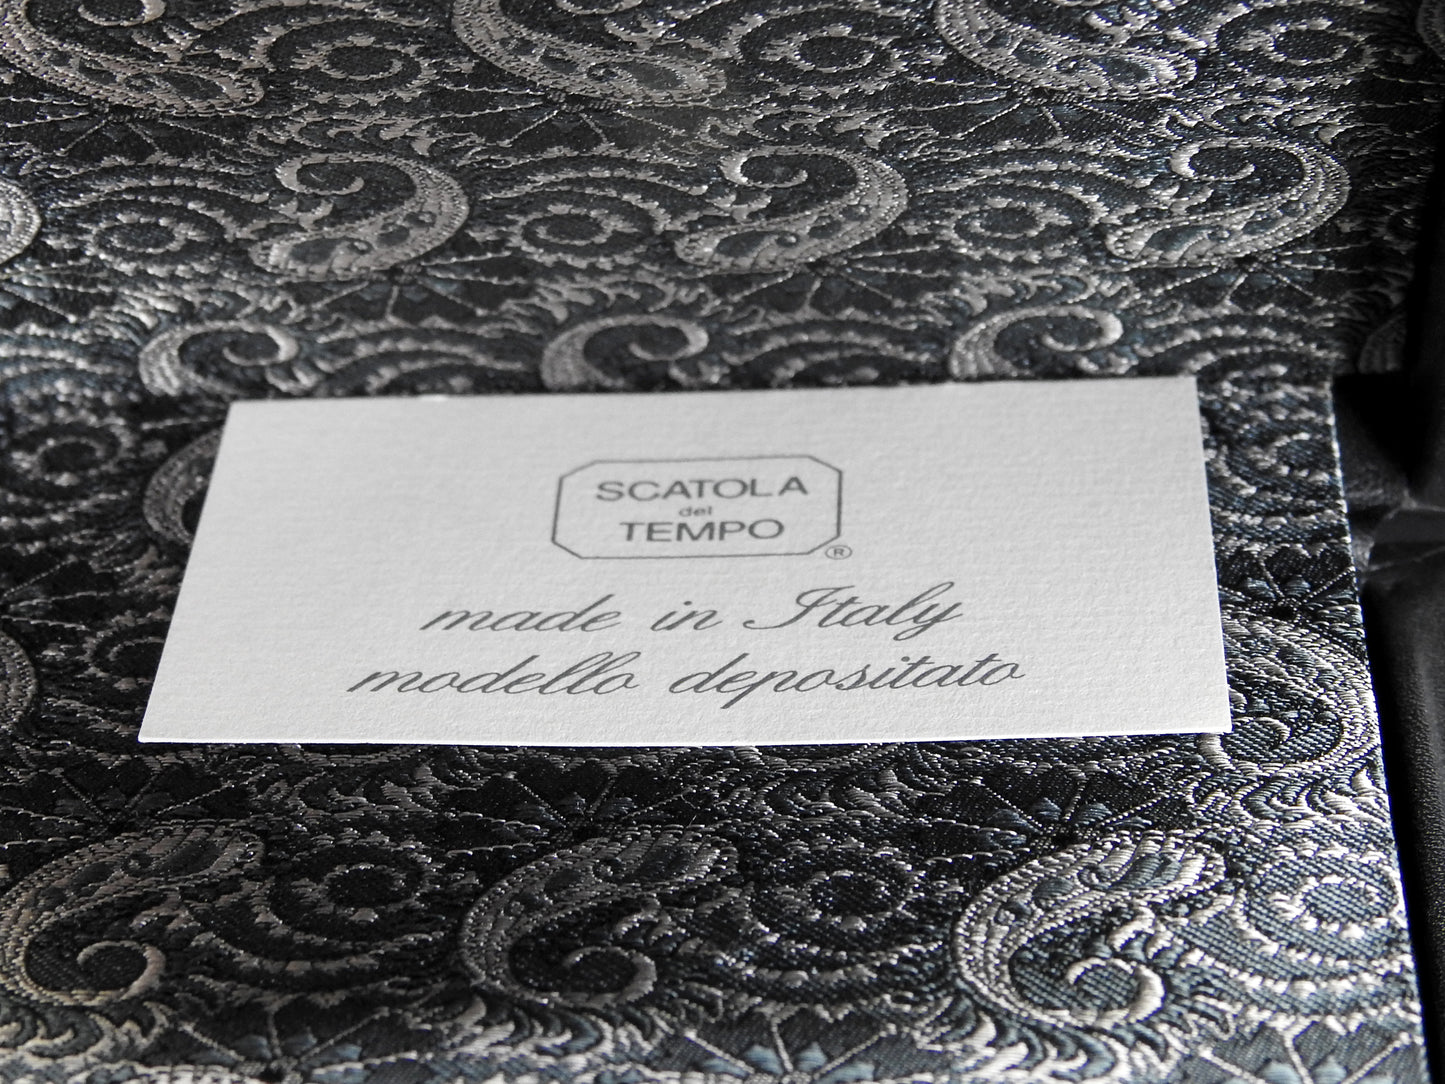 SCATOLA
del
TEMPO
®
made in Italy
modello depositato